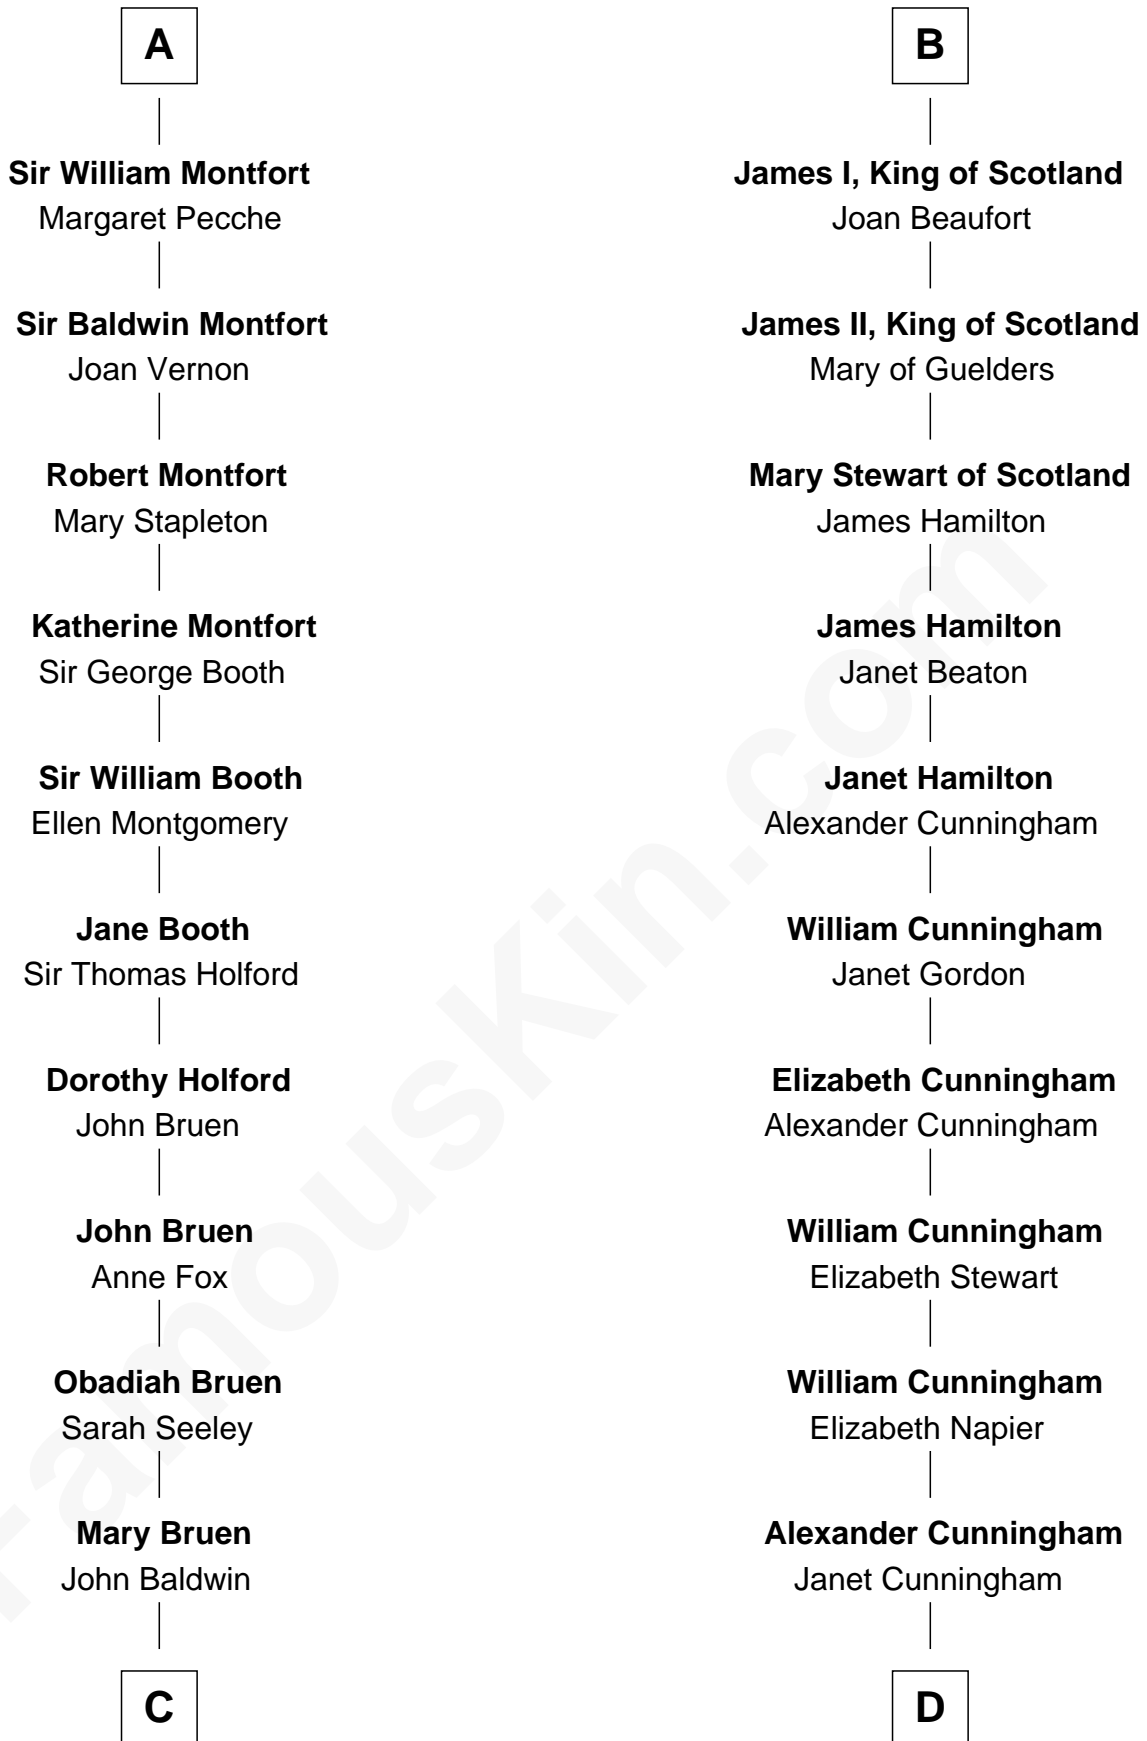 A
Sir William Montfort
Margaret Pecche
Sir Baldwin Montfort
Joan Vernon
Robert Montfort
Mary Stapleton
Katherine Montfort
Sir George Booth
Sir William Booth
Ellen Montgomery
Jane Booth
Sir Thomas Holford
Dorothy Holford
John Bruen
John Bruen
Anne Fox
Obadiah Bruen
Sarah Seeley
Mary Bruen
John Baldwin
C
B
James I, King of Scotland
Joan Beaufort
James II, King of Scotland
Mary of Guelders
Mary Stewart of Scotland
James Hamilton
James Hamilton
Janet Beaton
Janet Hamilton
Alexander Cunningham
William Cunningham
Janet Gordon
Elizabeth Cunningham
Alexander Cunningham
William Cunningham
Elizabeth Stewart
William Cunningham
Elizabeth Napier
Alexander Cunningham
Janet Cunningham
D
FamousKin.com